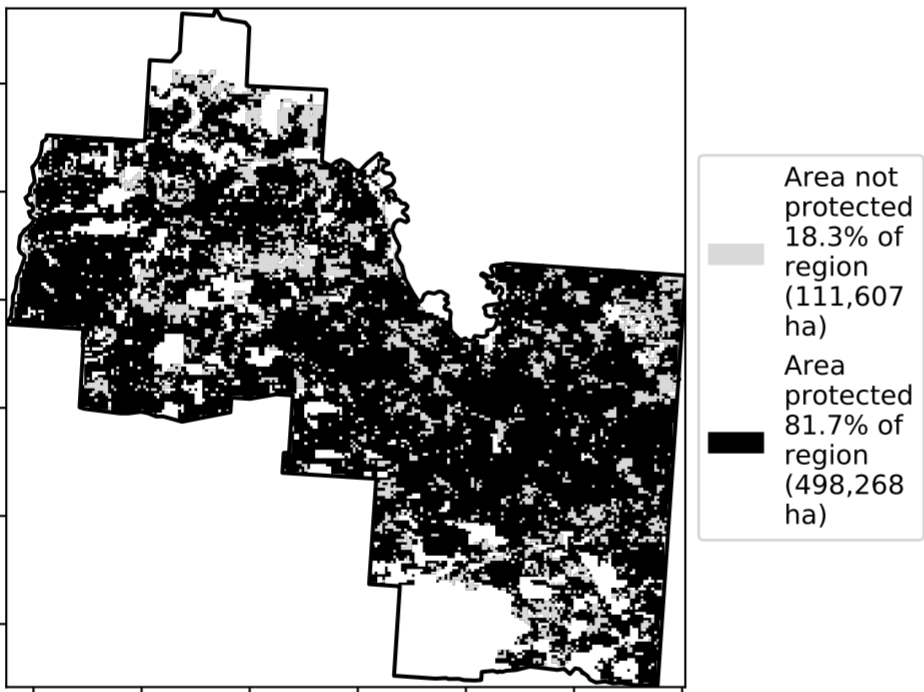 Area not
protected
18.3% of
region
(111,607
ha)
Area
protected
81.7% of
region
(498,268
ha)